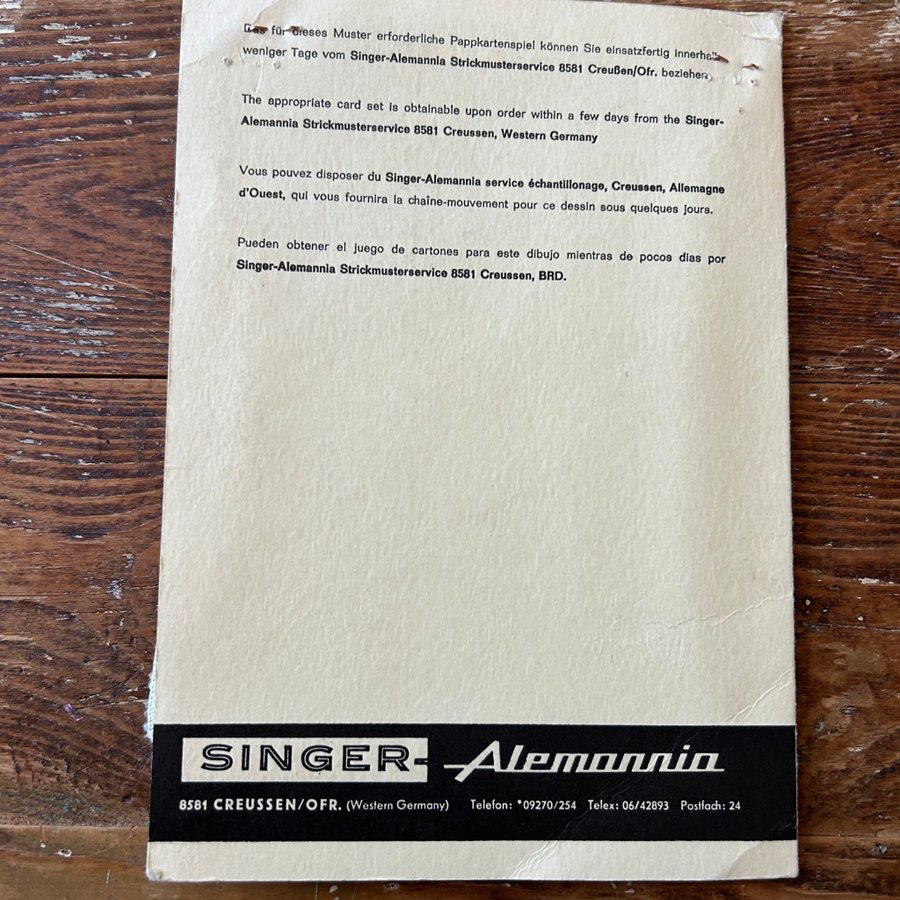 Das für dieses Muster erforderliche Pappkartenspiel können Sie einsatzfertig innerhalb
weniger Tage vom Singer-Alemannia Strickmusterservice 8581 Creußen/Ofr. beziehen.
The appropriate card set is obtainable upon order within a few days from the Singer-
Alemannia Strickmusterservice 8581 Creussen, Western Germany
Vous pouvez disposer du Singer-Alemannia service échantillonage, Creussen, Allemagne
d'Ouest, qui vous fournira la chaîne-mouvement pour ce dessin sous quelques jours.
Pueden obtener el juego de cartones para este dibujo mientras de pocos dias por
Singer-Alemannia Strickmusterservice 8581 Creussen, BRD.
SINGER-Alemannia
8581 CREUSSEN/OFR. (Western Germany) Telefon: *09270/254 Telex: 06/42893 Postfach: 24